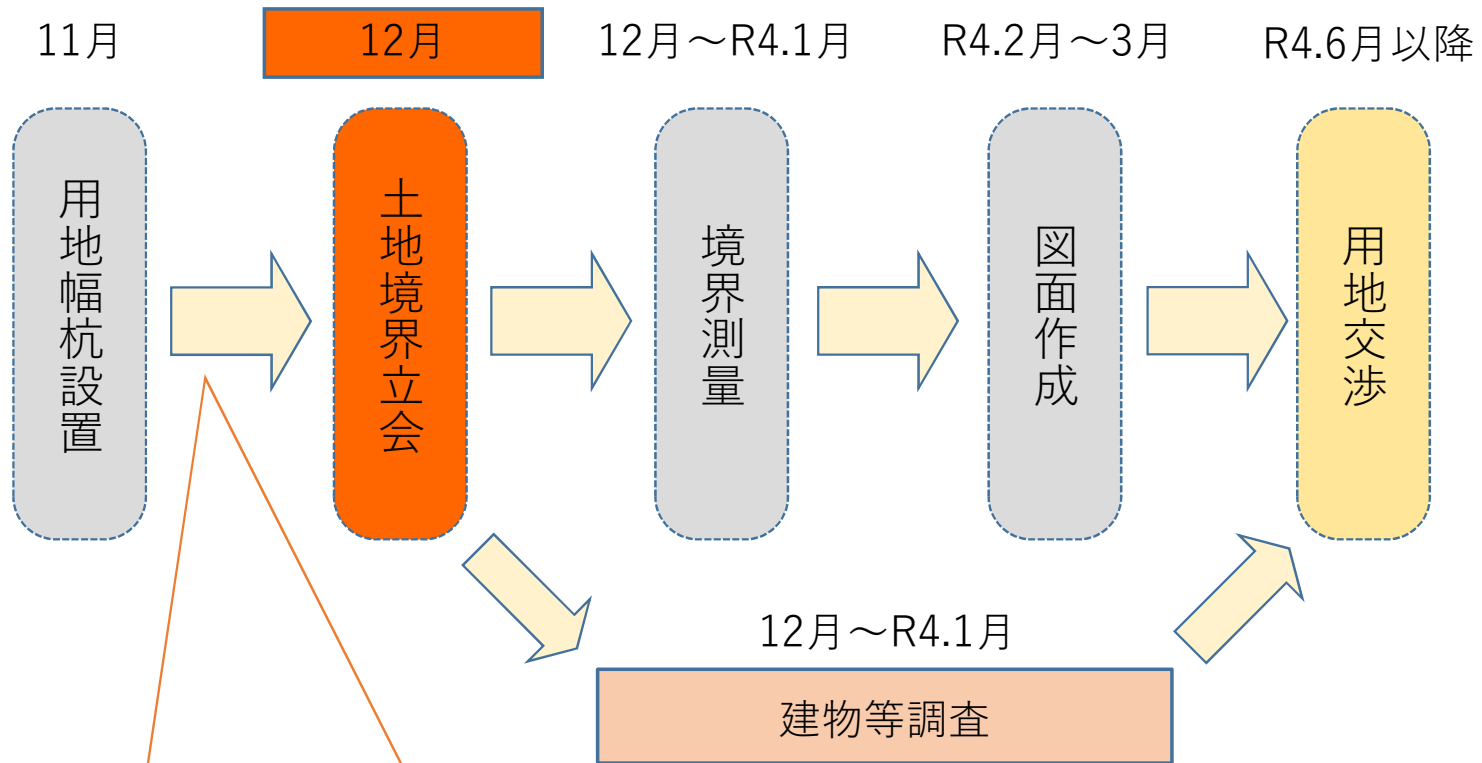 11月
12月
12月～R4.1月
R4.2月～3月
R4.6月以降
用地幅杭設置
土地境界立会
境界測量
図面作成
用地交渉
12月～R4.1月
建物等調査